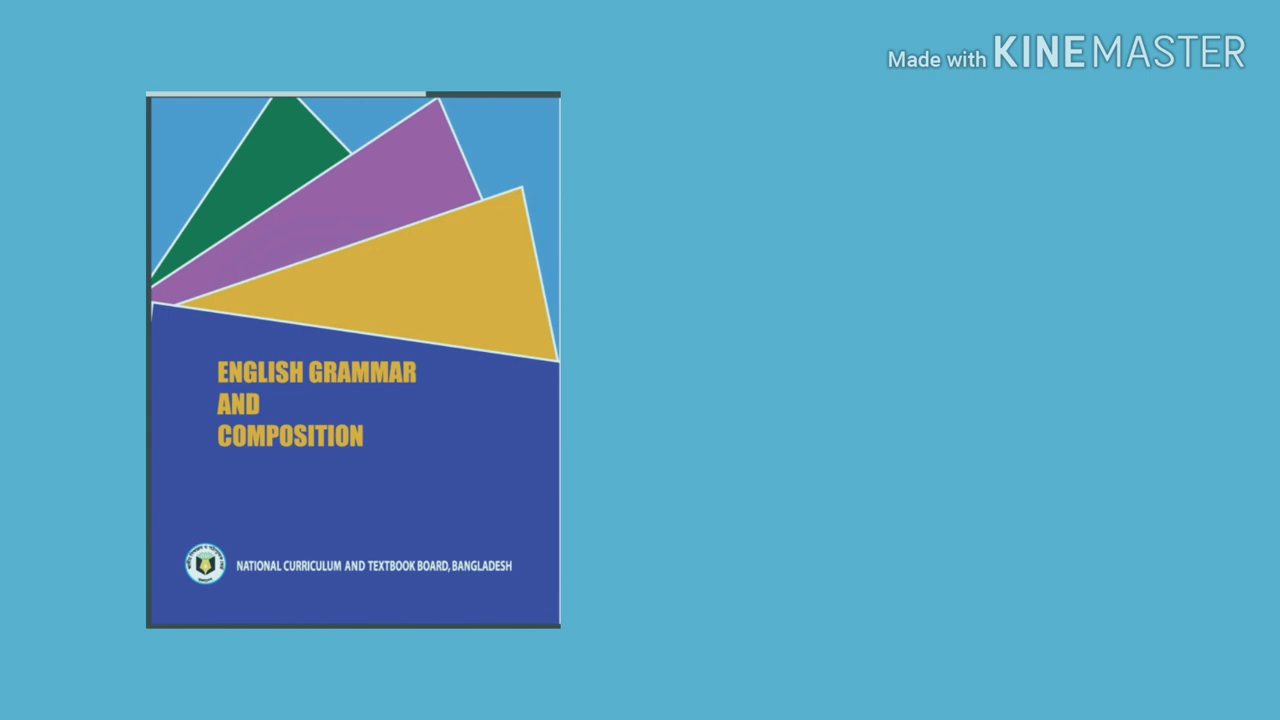 Made with KINEMASTER
ENGLISH GRAMMAR
AND
COMPOSITION
NATIONAL CURRICULUM AND TEXTBOOK BOARD, BANGLADESH